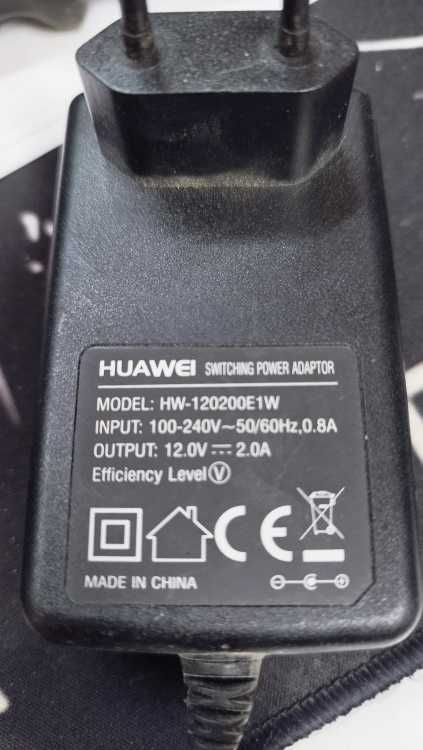 HUAWEI SWITCHING POWER ADAPTOR
MODEL: HW-120200E1W
INPUT: 100-240V~50/60Hz,0.8A
OUTPUT: 12.0V⎓2.0A
Efficiency Level Ⓥ
CE
MADE IN CHINA